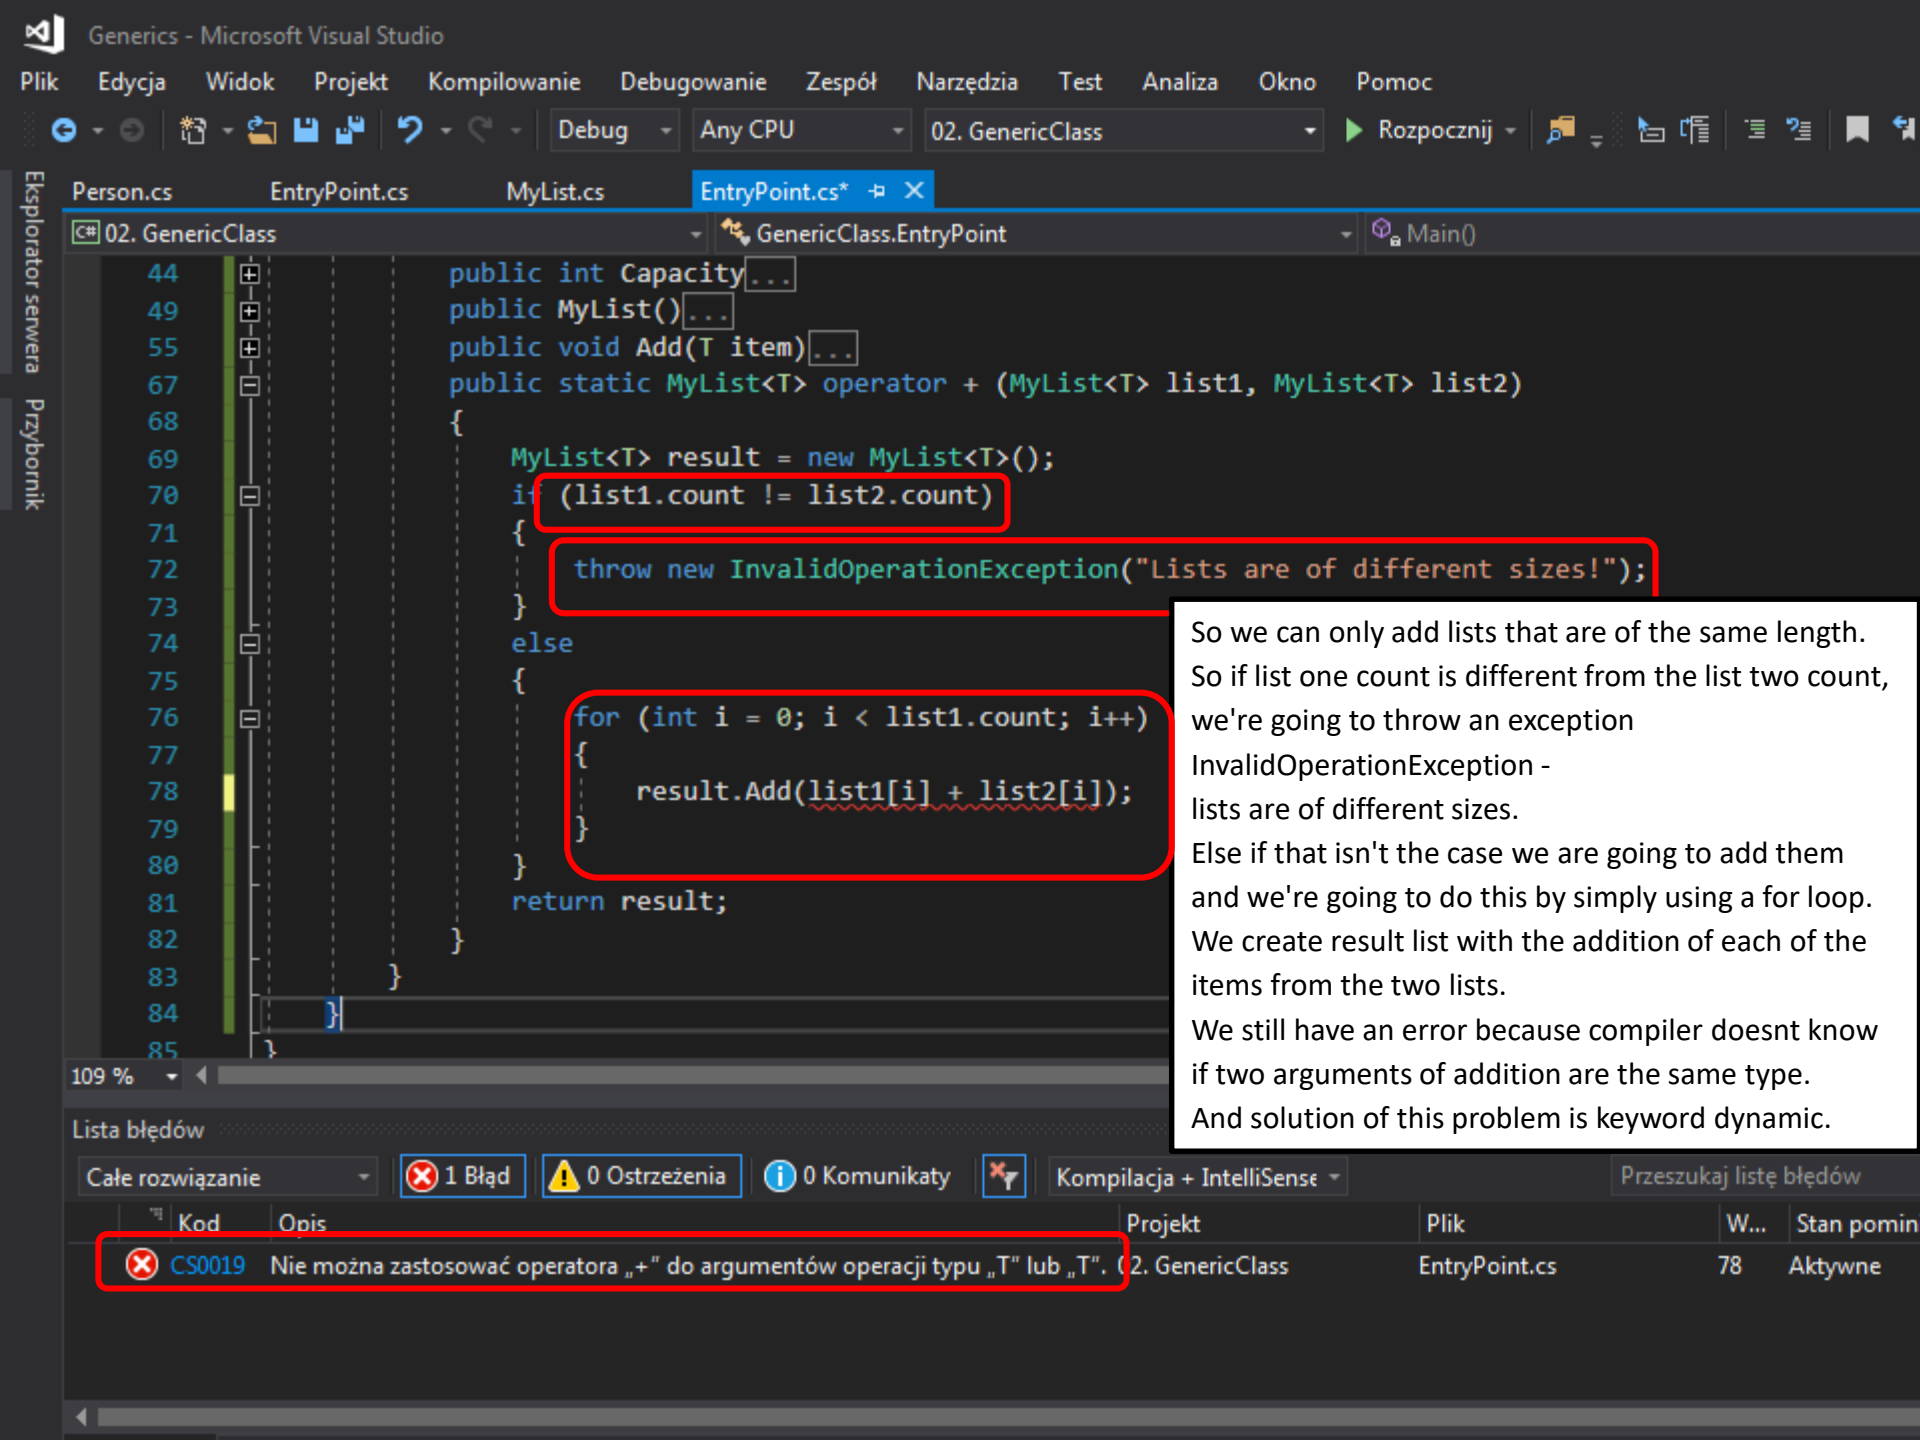 Generics - Microsoft Visual Studio
Plik Edycja Widok Projekt Kompilowanie Debugowanie Zespół Narzędzia Test Analiza Okno Pomoc
Debug Any CPU 02. GenericClass Rozpocznij
Eksplorator serwera
Przybornik
Person.cs EntryPoint.cs MyList.cs EntryPoint.cs*
C# 02. GenericClass GenericClass.EntryPoint Main()
44 public int Capacity...
49 public MyList()...
55 public void Add(T item)...
67 public static MyList<T> operator + (MyList<T> list1, MyList<T> list2)
68 {
69 MyList<T> result = new MyList<T>();
70 if (list1.count != list2.count)
71 {
72 throw new InvalidOperationException("Lists are of different sizes!");
73 }
74 else
75 {
76 for (int i = 0; i < list1.count; i++)
77 {
78 result.Add(list1[i] + list2[i]);
79 }
80 }
81 return result;
82 }
83 }
84 }
85 }
So we can only add lists that are of the same length.
So if list one count is different from the list two count,
we're going to throw an exception
InvalidOperationException -
lists are of different sizes.
Else if that isn't the case we are going to add them
and we're going to do this by simply using a for loop.
We create result list with the addition of each of the
items from the two lists.
We still have an error because compiler doesnt know
if two arguments of addition are the same type.
And solution of this problem is keyword dynamic.
109 %
Lista błędów
Całe rozwiązanie 1 Błąd 0 Ostrzeżenia 0 Komunikaty Kompilacja + IntelliSense Przeszukaj listę błędów
Kod Opis Projekt Plik W... Stan pomin
CS0019 Nie można zastosować operatora „+” do argumentów operacji typu „T” lub „T”. 02. GenericClass EntryPoint.cs 78 Aktywne